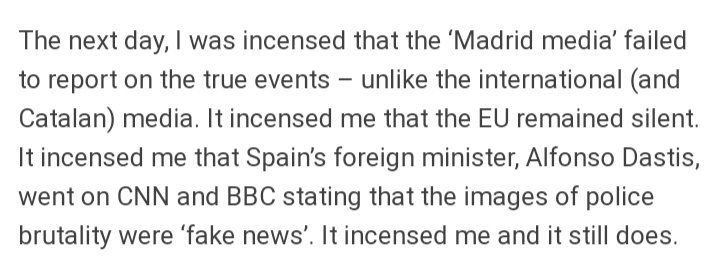 The next day, I was incensed that the ‘Madrid media’ failed
to report on the true events – unlike the international (and
Catalan) media. It incensed me that the EU remained silent.
It incensed me that Spain’s foreign minister, Alfonso Dastis,
went on CNN and BBC stating that the images of police
brutality were ‘fake news’. It incensed me and it still does.